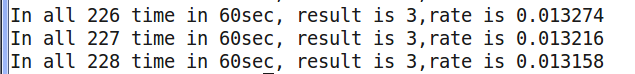 In all 226 time in 60sec, result is 3,rate is 0.013274
In all 227 time in 60sec, result is 3,rate is 0.013216
In all 228 time in 60sec, result is 3,rate is 0.013158